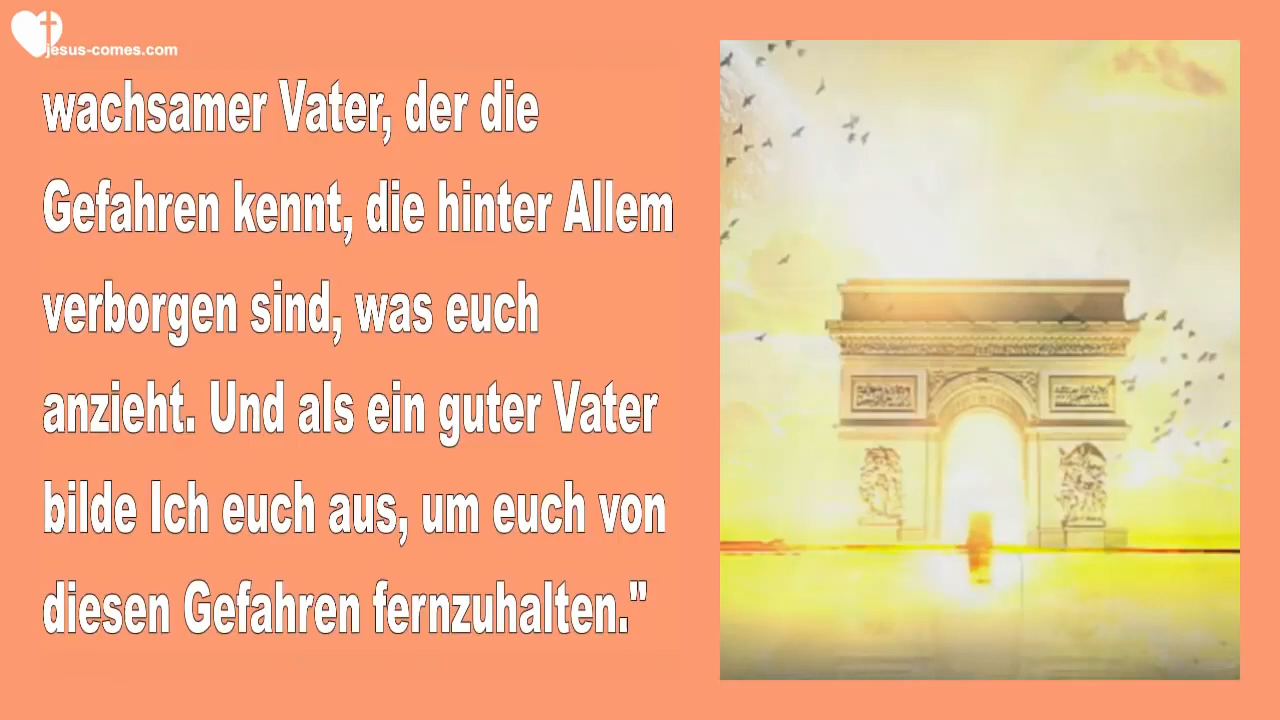 jesus-comes.com
wachsamer Vater, der die
Gefahren kennt, die hinter Allem
verborgen sind, was euch
anzieht. Und als ein guter Vater
bilde Ich euch aus, um euch von
diesen Gefahren fernzuhalten."